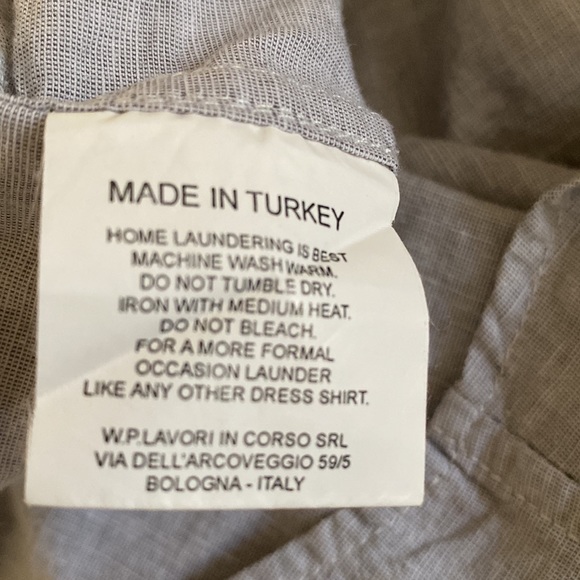 MADE IN TURKEY
HOME LAUNDERING IS BEST
MACHINE WASH WARM.
DO NOT TUMBLE DRY.
IRON WITH MEDIUM HEAT.
DO NOT BLEACH.
FOR A MORE FORMAL
OCCASION LAUNDER
LIKE ANY OTHER DRESS SHIRT.
W.P.LAVORI IN CORSO SRL
VIA DELL'ARCOVEGGIO 59/5
BOLOGNA - ITALY